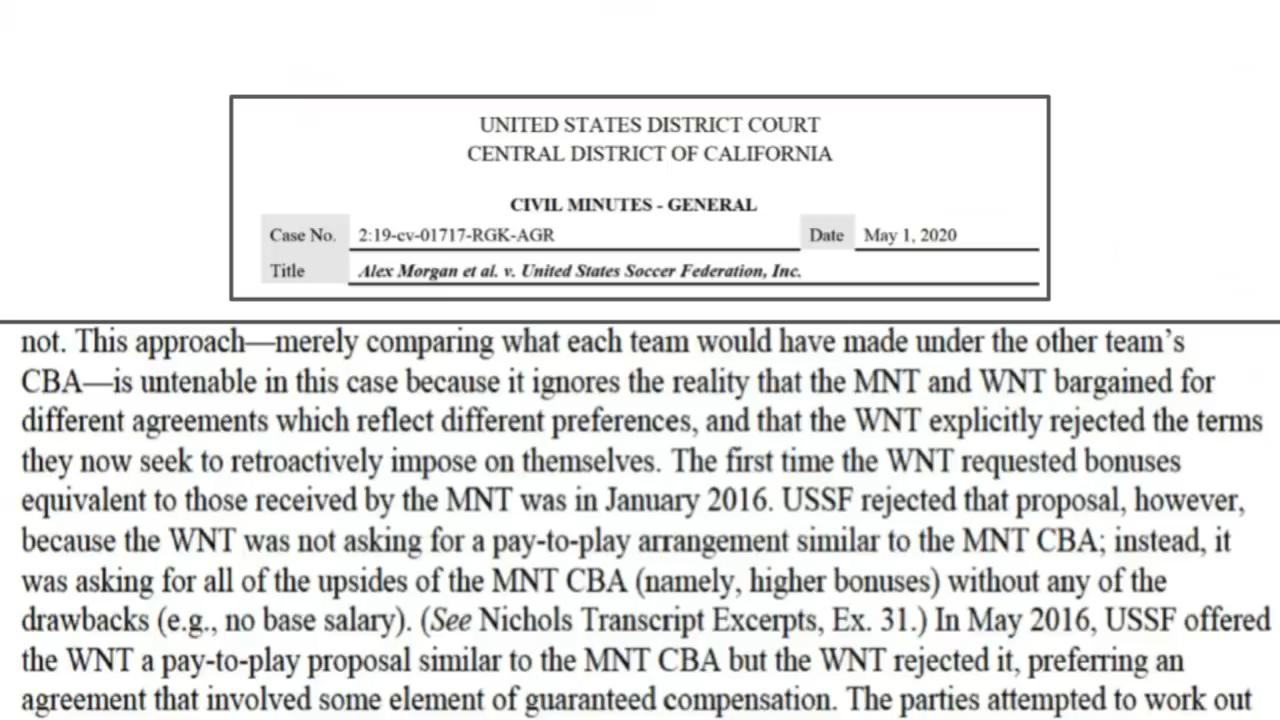 UNITED STATES DISTRICT COURT
CENTRAL DISTRICT OF CALIFORNIA
CIVIL MINUTES - GENERAL
Case No. 2:19-cv-01717-RGK-AGR Date May 1, 2020
Title Alex Morgan et al. v. United States Soccer Federation, Inc.
not. This approach—merely comparing what each team would have made under the other team’s
CBA—is untenable in this case because it ignores the reality that the MNT and WNT bargained for
different agreements which reflect different preferences, and that the WNT explicitly rejected the terms
they now seek to retroactively impose on themselves. The first time the WNT requested bonuses
equivalent to those received by the MNT was in January 2016. USSF rejected that proposal, however,
because the WNT was not asking for a pay-to-play arrangement similar to the MNT CBA; instead, it
was asking for all of the upsides of the MNT CBA (namely, higher bonuses) without any of the
drawbacks (e.g., no base salary). (See Nichols Transcript Excerpts, Ex. 31.) In May 2016, USSF offered
the WNT a pay-to-play proposal similar to the MNT CBA but the WNT rejected it, preferring an
agreement that involved some element of guaranteed compensation. The parties attempted to work out